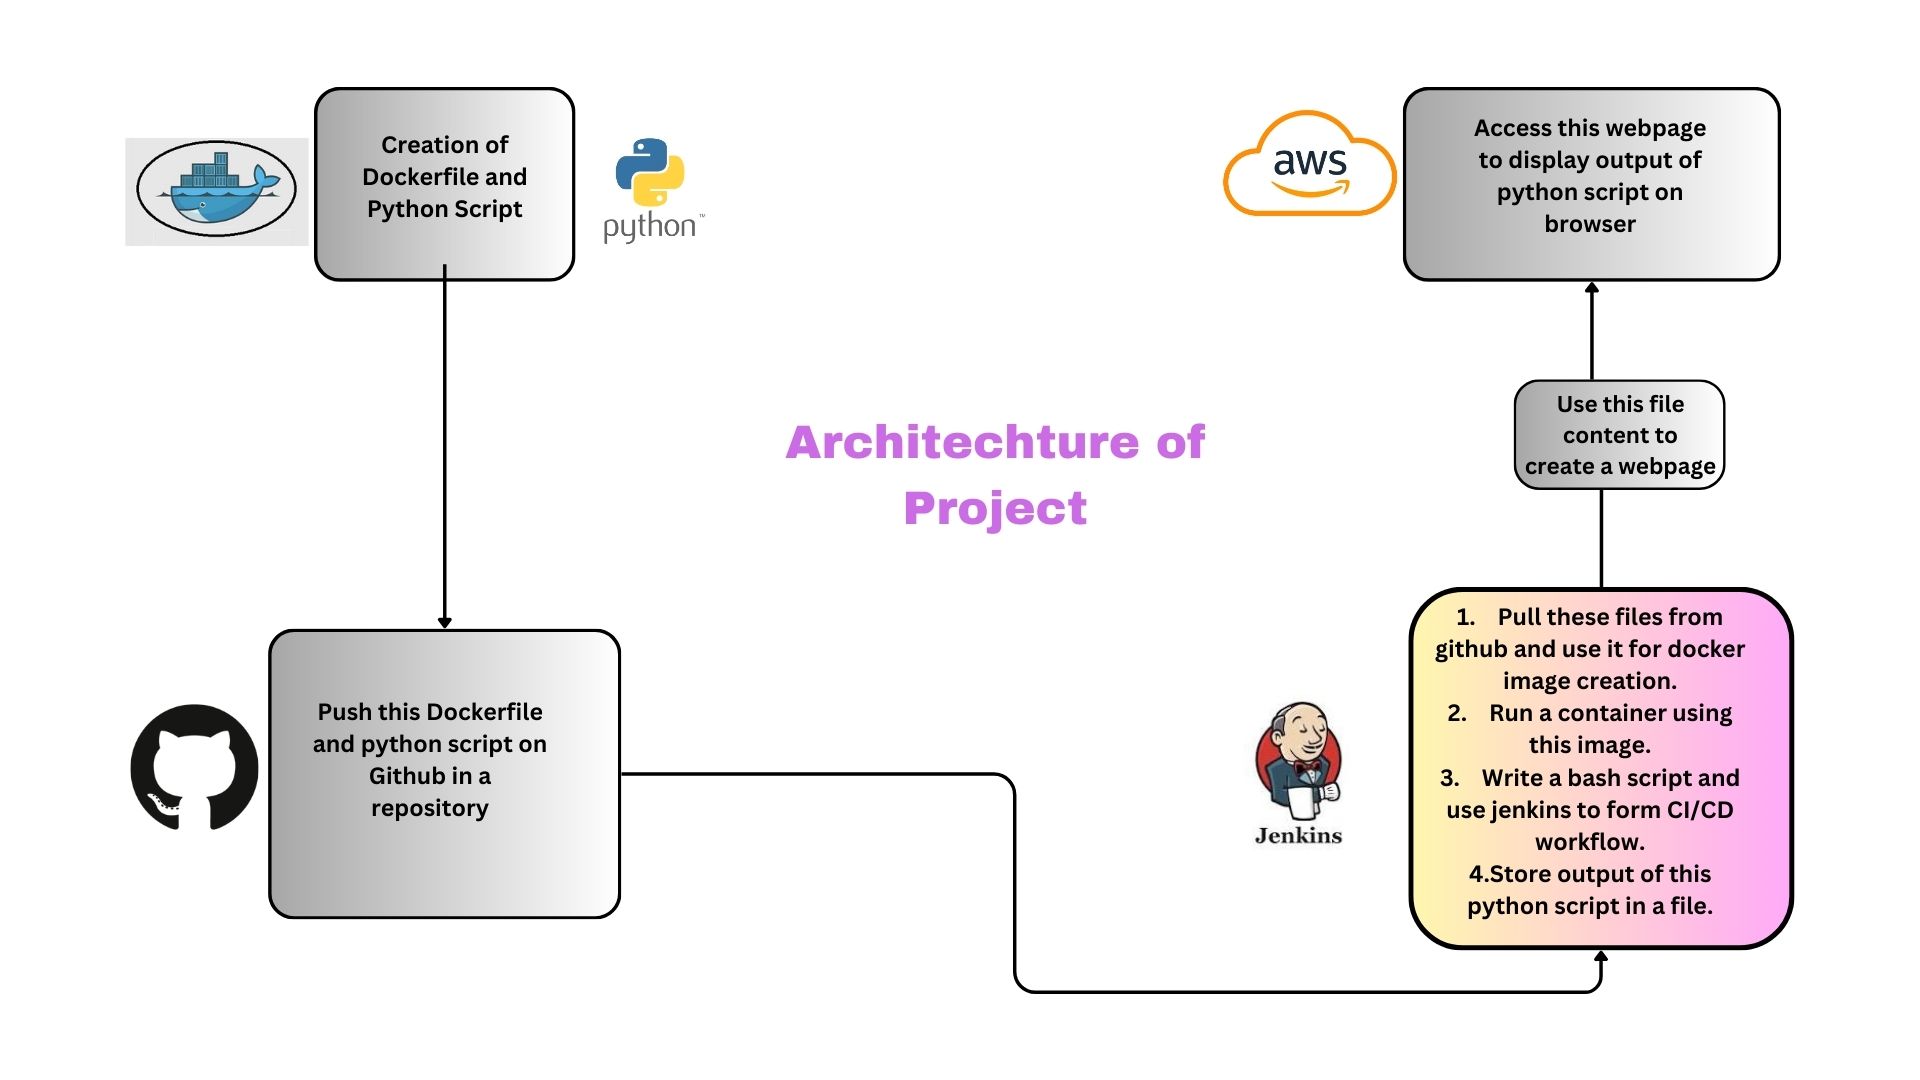 Creation of
Dockerfile and
Python Script
python™
aws
Access this webpage
to display output of
python script on
browser
Use this file
content to
create a webpage
Architechture of
Project
Push this Dockerfile
and python script on
Github in a
repository
Jenkins
1. Pull these files from
github and use it for docker
image creation.
2. Run a container using
this image.
3. Write a bash script and
use jenkins to form CI/CD
workflow.
4.Store output of this
python script in a file.